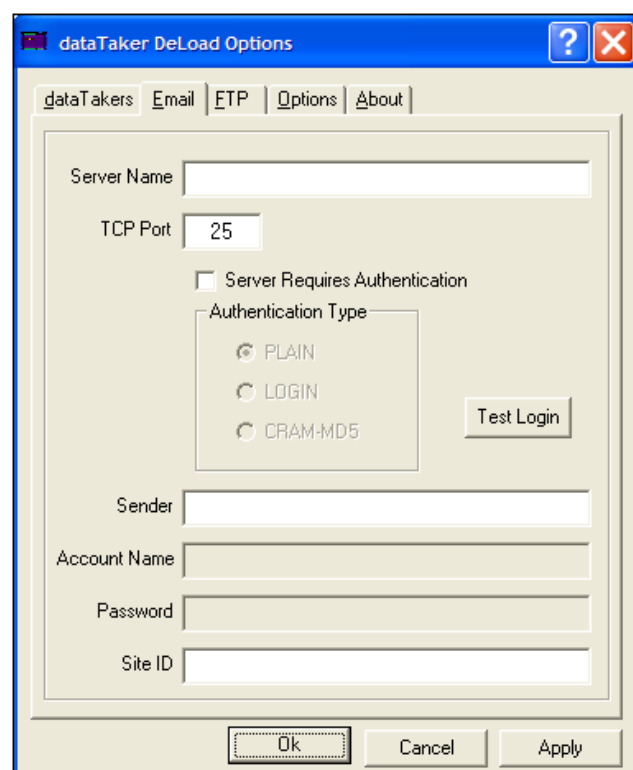 dataTaker DeLoad Options
dataTakers Email FTP Options About
Server Name
TCP Port 25
Server Requires Authentication
Authentication Type
PLAIN
LOGIN
CRAM-MD5
Test Login
Sender
Account Name
Password
Site ID
Ok Cancel Apply